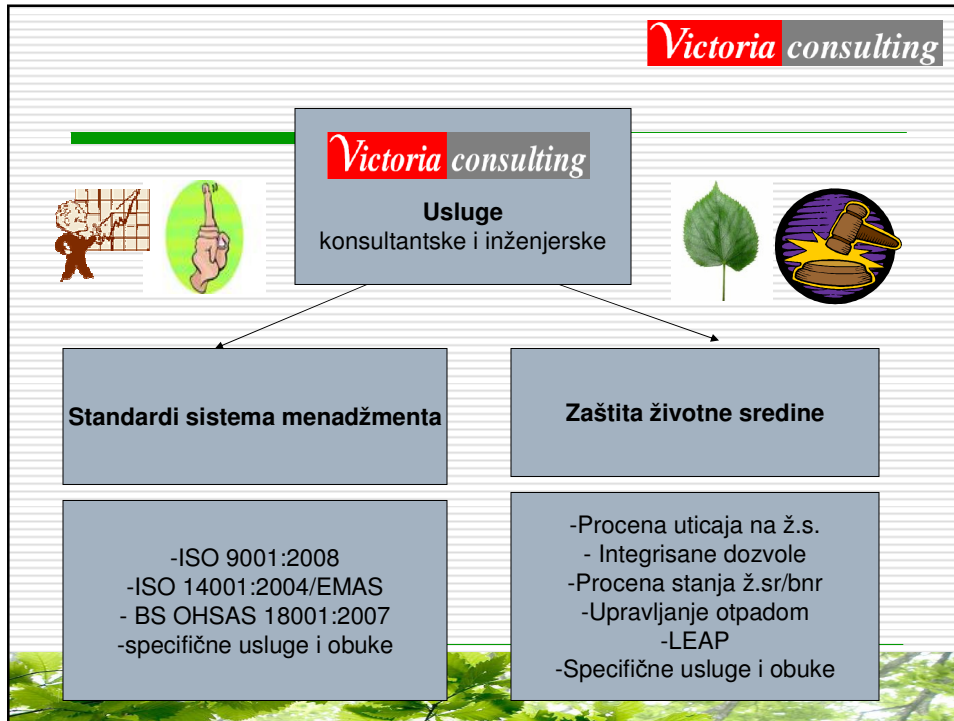 Victoria consulting
Victoria consulting
Usluge
konsultantske i inženjerske
Standardi sistema menadžmenta
Zaštita životne sredine
-ISO 9001:2008
-ISO 14001:2004/EMAS
- BS OHSAS 18001:2007
-specifične usluge i obuke
-Procena uticaja na ž.s.
- Integrisane dozvole
-Procena stanja ž.sr/bnr
-Upravljanje otpadom
-LEAP
-Specifične usluge i obuke